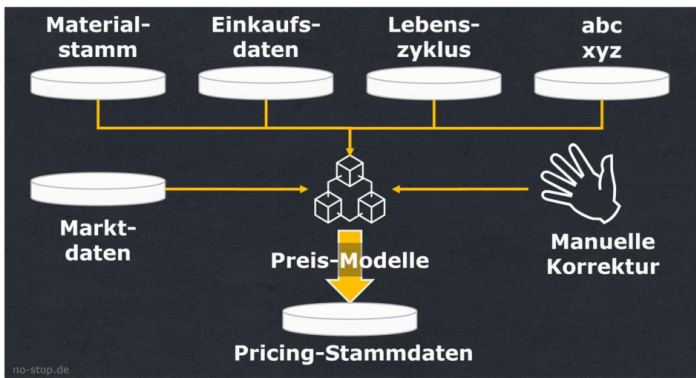 Material-
stamm
Einkaufs-
daten
Lebens-
zyklus
abc
xyz
Markt-
daten
Manuelle
Korrektur
Preis-Modelle
Pricing-Stammdaten
no-stop.de